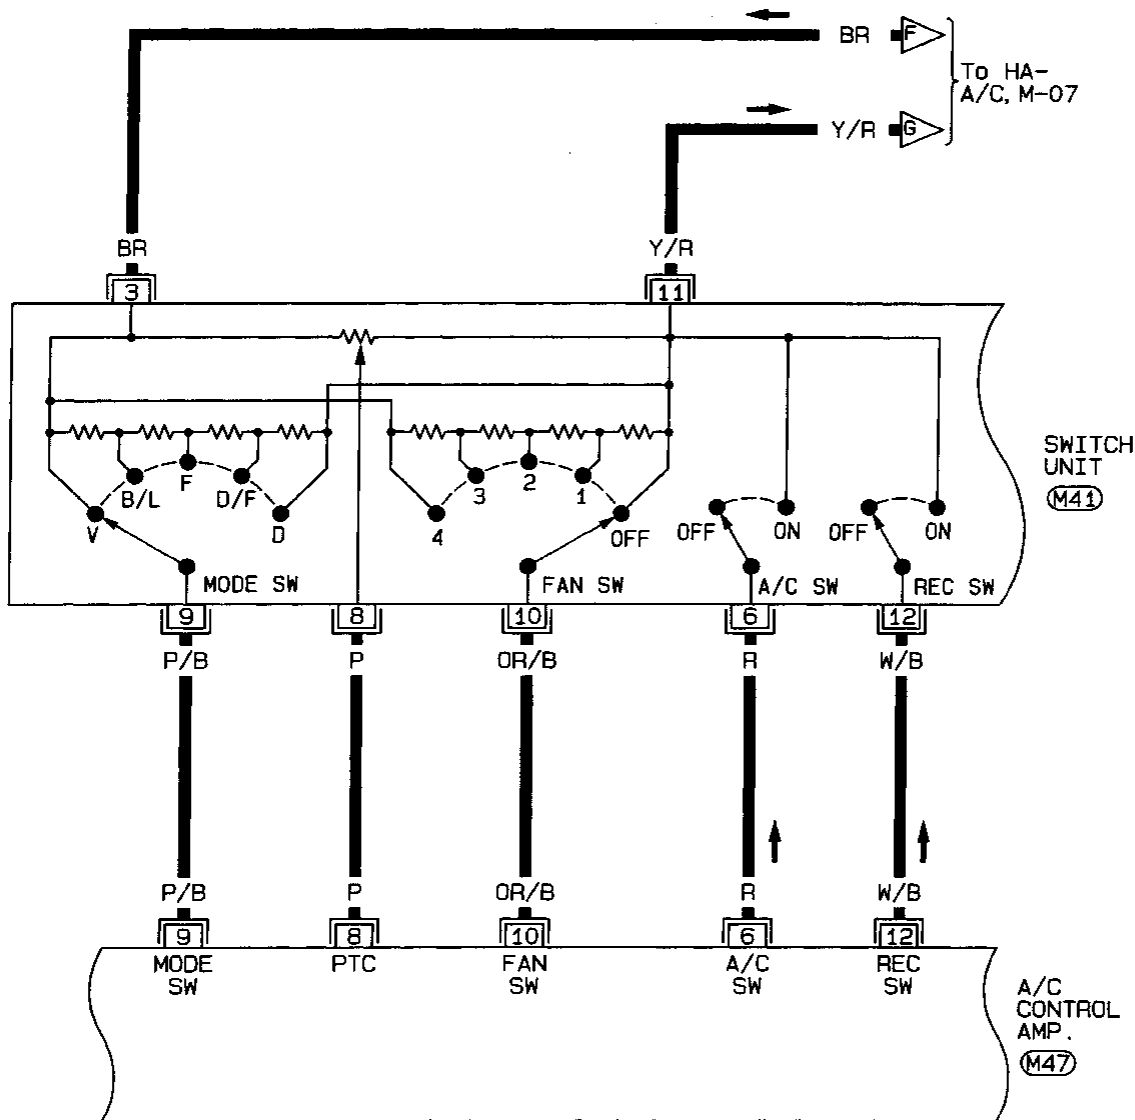 BR F
To HA-
A/C, M-07
Y/R G
BR Y/R
3 11
SWITCH
UNIT
M41
V B/L F D/F D
4 3 2 1 OFF
OFF ON
OFF ON
MODE SW FAN SW A/C SW REC SW
9 8 10 6 12
P/B P OR/B R W/B
P/B P OR/B R W/B
9 8 10 6 12
MODE
SW
PTC
FAN
SW
A/C
SW
REC
SW
A/C
CONTROL
AMP.
M47